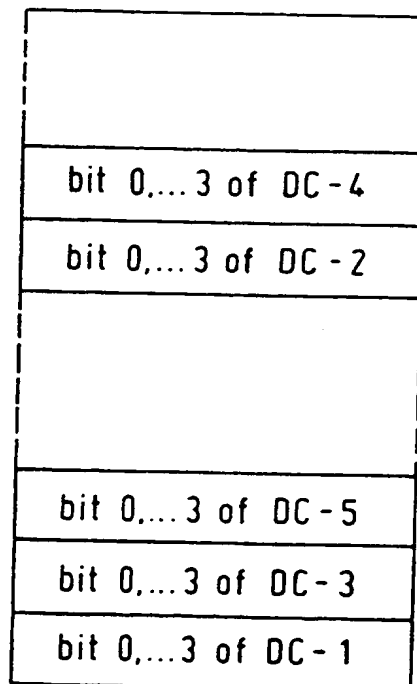 bit 0,...3 of DC-4
bit 0,...3 of DC-2
bit 0,...3 of DC-5
bit 0,...3 of DC-3
bit 0,...3 of DC-1